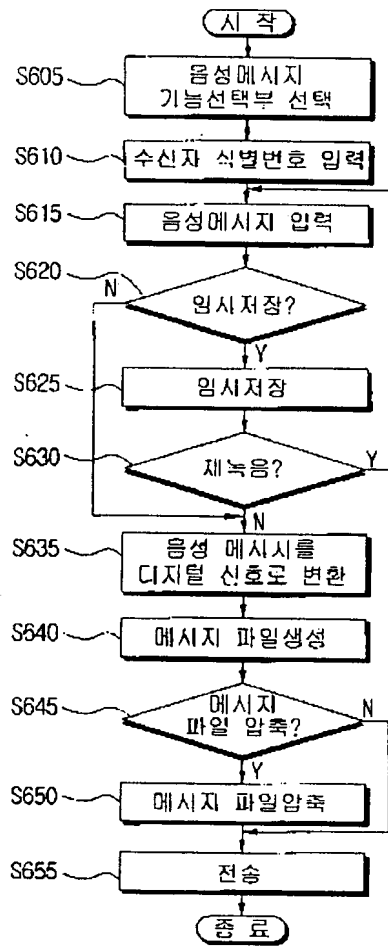 시 작
S605
음성메시지
기능선택부 선택
S610
수신자 식별번호 입력
S615
음성메시지 입력
S620
N
임시저장?
Y
S625
임시저장
S630
재녹음?
Y
N
S635
음성 메시시를
디지털 신호로 변환
S640
메시지 파일생성
S645
메시지
파일 압축?
N
Y
S650
메시지 파일압축
S655
전송
종 료